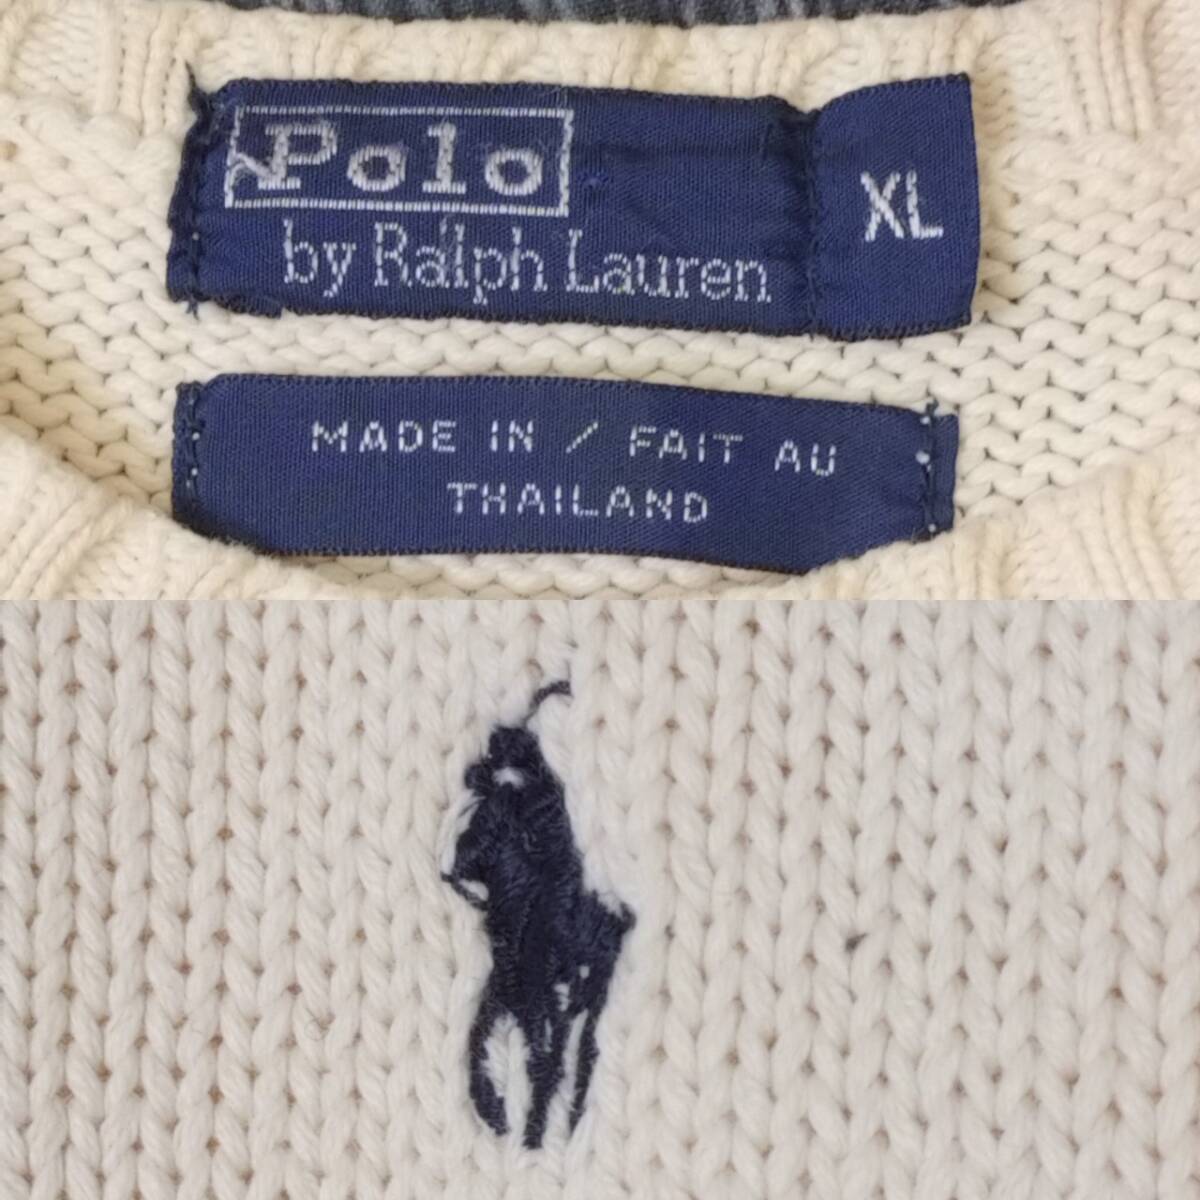 Polo
by Ralph Lauren
XL
MADE IN / FAIT AU
THAILAND